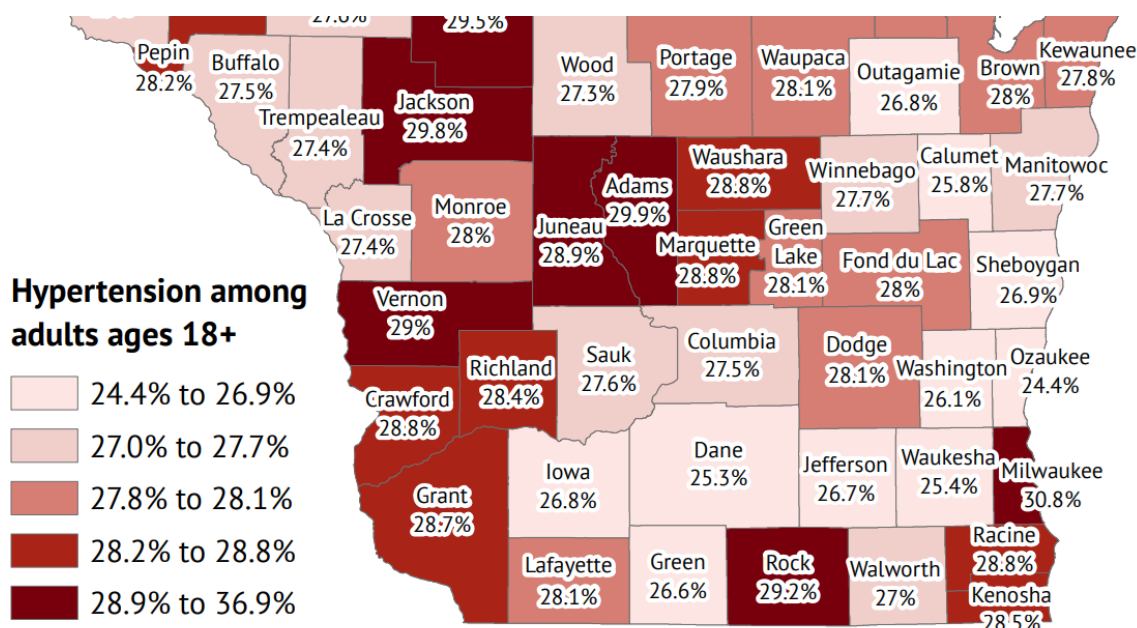 27.6%
29.5%
Pepin
28.2%
Buffalo
27.5%
Trempealeau
27.4%
Jackson
29.8%
Wood
27.3%
Portage
27.9%
Waupaca
28.1%
Outagamie
26.8%
Brown
28%
Kewaunee
27.8%
La Crosse
27.4%
Monroe
28%
Juneau
28.9%
Adams
29.9%
Waushara
28.8%
Marquette
28.8%
Green
Lake
28.1%
Winnebago
27.7%
Calumet
25.8%
Manitowoc
27.7%
Fond du Lac
28%
Sheboygan
26.9%
Vernon
29%
Richland
28.4%
Crawford
28.8%
Sauk
27.6%
Columbia
27.5%
Dodge
28.1%
Washington
26.1%
Ozaukee
24.4%
Grant
28.7%
Iowa
26.8%
Dane
25.3%
Jefferson
26.7%
Waukesha
25.4%
Milwaukee
30.8%
Lafayette
28.1%
Green
26.6%
Rock
29.2%
Walworth
27%
Racine
28.8%
Kenosha
28.5%
Hypertension among
adults ages 18+
24.4% to 26.9%
27.0% to 27.7%
27.8% to 28.1%
28.2% to 28.8%
28.9% to 36.9%